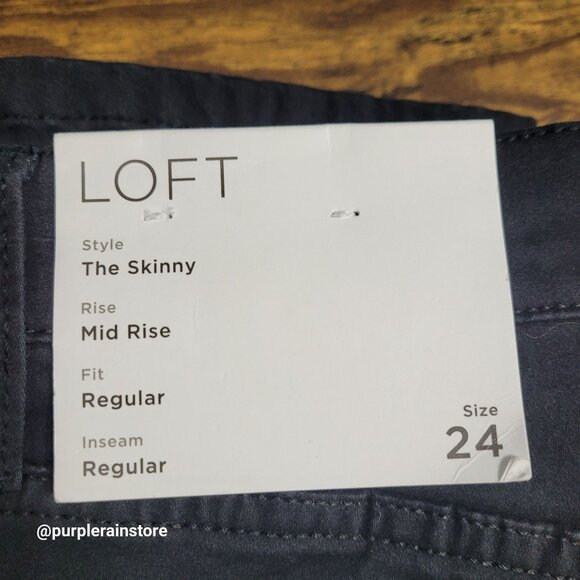 LOFT
Style
The Skinny
Rise
Mid Rise
Fit
Regular
Inseam
Regular
Size
24
@purplerainstore